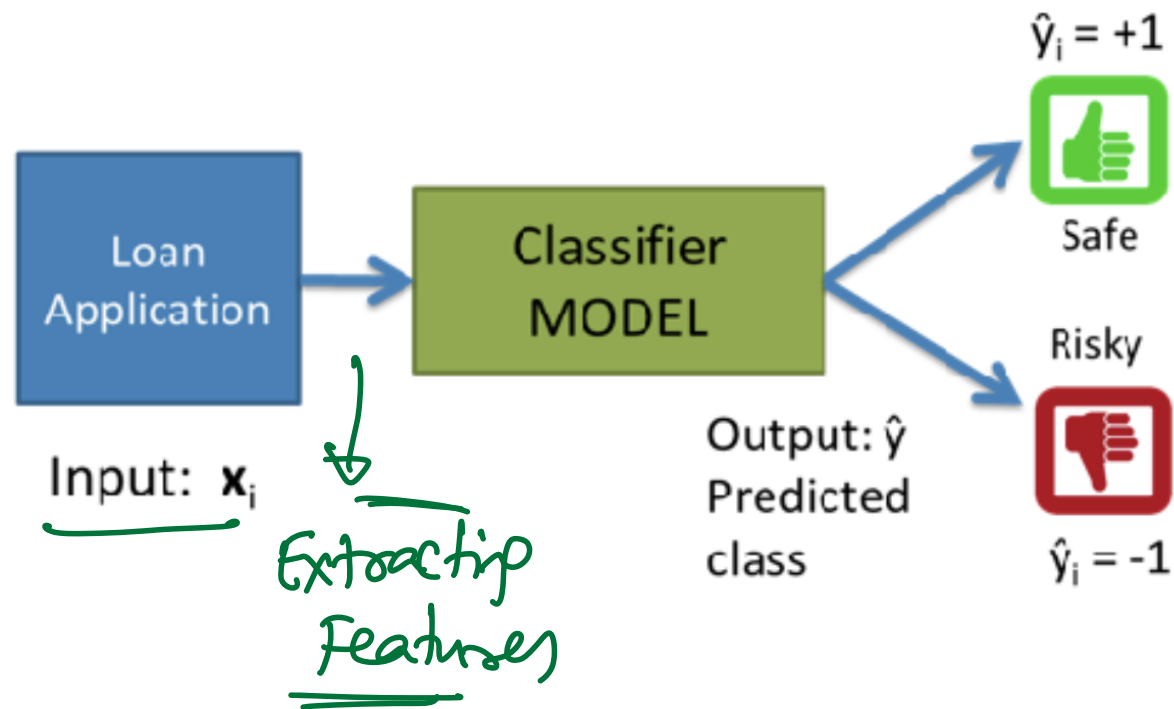 ŷᵢ = +1
Safe
Loan
Application
Classifier
MODEL
Risky
Input: xᵢ
Output: ŷ
Predicted
class
ŷᵢ = -1
Extracting
Features